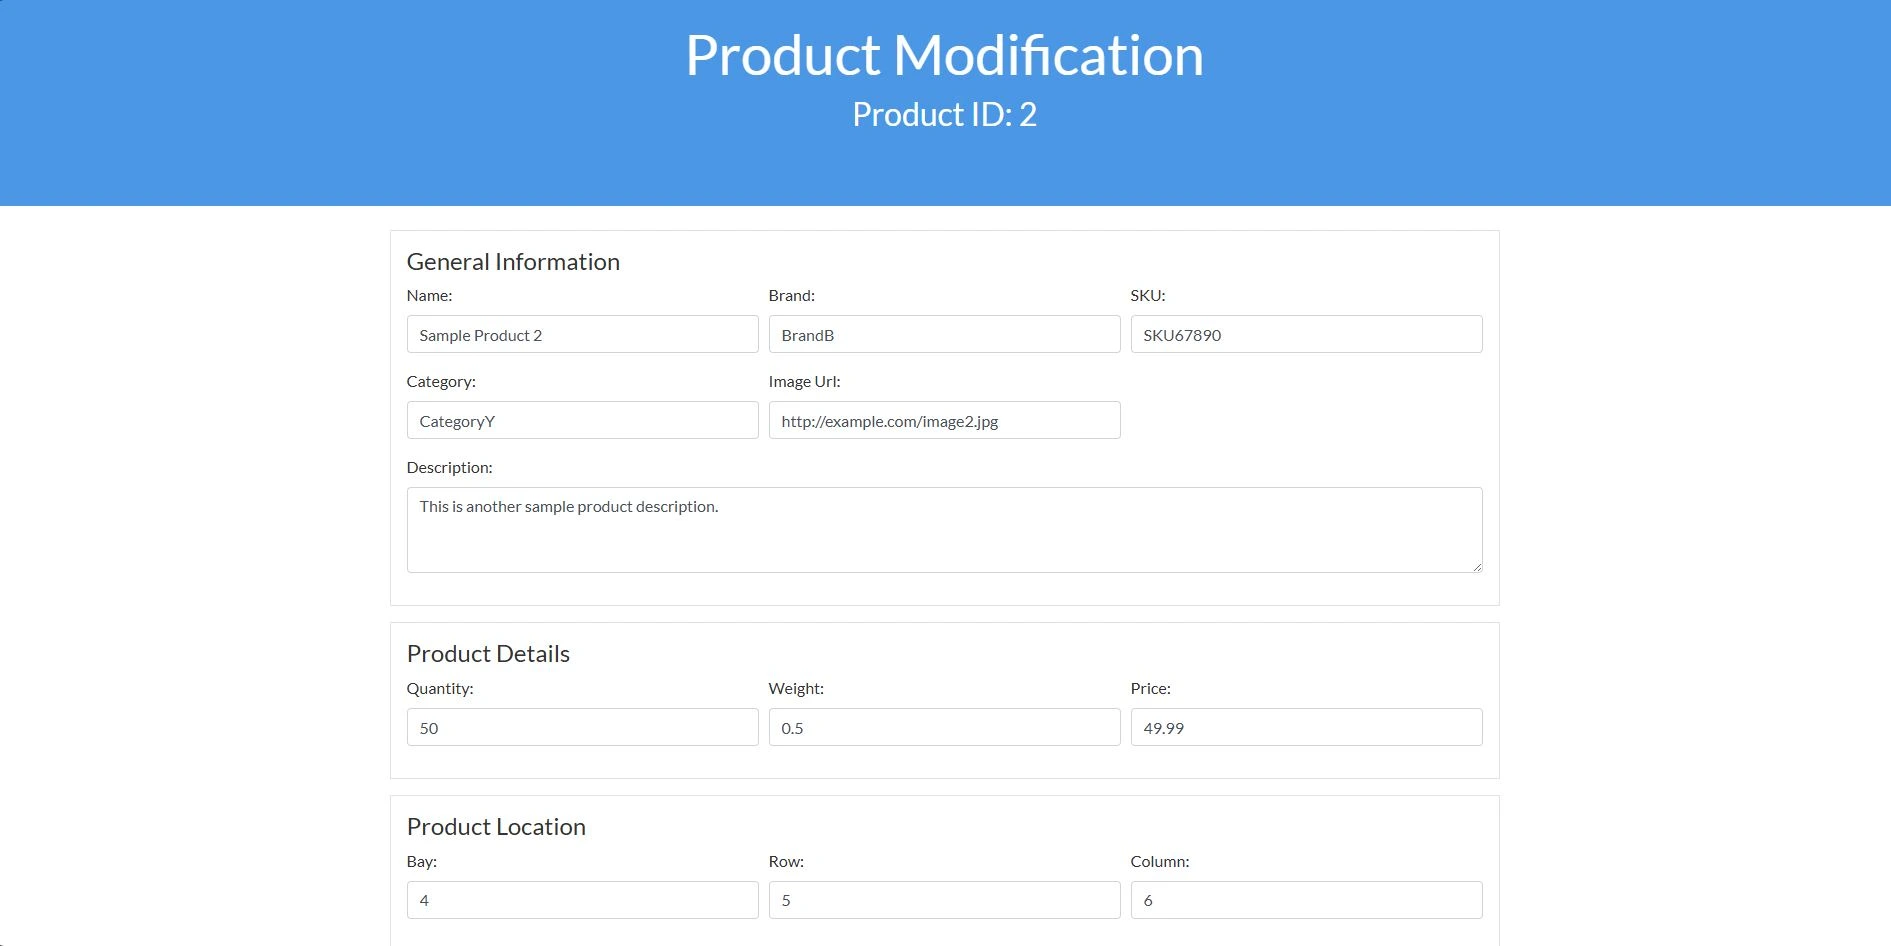 Product Modification
Product ID: 2
General Information
Name: Brand: SKU:
Sample Product 2 BrandB SKU67890
Category: Image Url:
CategoryY http://example.com/image2.jpg
Description:
This is another sample product description.
Product Details
Quantity: Weight: Price:
50 0.5 49.99
Product Location
Bay: Row: Column:
4 5 6